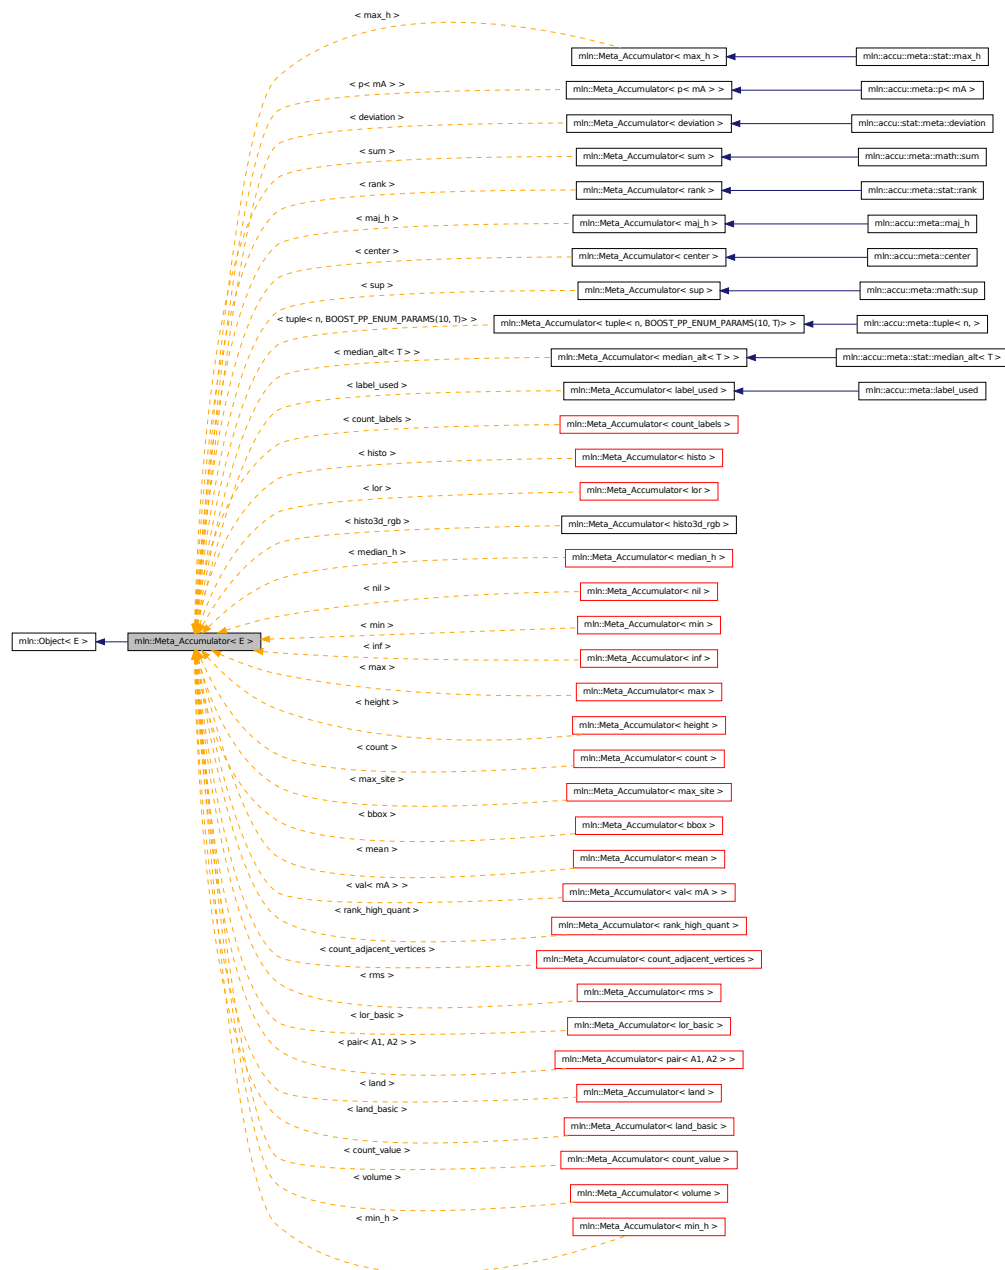 < max_h >
mln::Meta_Accumulator< max_h >
mln::accu::meta::stat::max_h
< p< mA > >
mln::Meta_Accumulator< p< mA > >
mln::accu::meta::p< mA >
< deviation >
mln::Meta_Accumulator< deviation >
mln::accu::stat::meta::deviation
< sum >
mln::Meta_Accumulator< sum >
mln::accu::meta::math::sum
< rank >
mln::Meta_Accumulator< rank >
mln::accu::meta::stat::rank
< maj_h >
mln::Meta_Accumulator< maj_h >
mln::accu::meta::maj_h
< center >
mln::Meta_Accumulator< center >
mln::accu::meta::center
< sup >
mln::Meta_Accumulator< sup >
mln::accu::meta::math::sup
< tuple< n, BOOST_PP_ENUM_PARAMS(10, T)> >
mln::Meta_Accumulator< tuple< n, BOOST_PP_ENUM_PARAMS(10, T)> >
mln::accu::meta::tuple< n, >
< median_alt< T > >
mln::Meta_Accumulator< median_alt< T > >
mln::accu::meta::stat::median_alt< T >
< label_used >
mln::Meta_Accumulator< label_used >
mln::accu::meta::label_used
< count_labels >
mln::Meta_Accumulator< count_labels >
< histo >
mln::Meta_Accumulator< histo >
< lor >
mln::Meta_Accumulator< lor >
< histo3d_rgb >
mln::Meta_Accumulator< histo3d_rgb >
< median_h >
mln::Meta_Accumulator< median_h >
< nil >
mln::Meta_Accumulator< nil >
< min >
mln::Meta_Accumulator< min >
mln::Object< E >
mln::Meta_Accumulator< E >
< inf >
mln::Meta_Accumulator< inf >
< max >
mln::Meta_Accumulator< max >
< height >
mln::Meta_Accumulator< height >
< count >
mln::Meta_Accumulator< count >
< max_site >
mln::Meta_Accumulator< max_site >
< bbox >
mln::Meta_Accumulator< bbox >
< mean >
mln::Meta_Accumulator< mean >
< val< mA > >
mln::Meta_Accumulator< val< mA > >
< rank_high_quant >
mln::Meta_Accumulator< rank_high_quant >
< count_adjacent_vertices >
mln::Meta_Accumulator< count_adjacent_vertices >
< rms >
mln::Meta_Accumulator< rms >
< lor_basic >
mln::Meta_Accumulator< lor_basic >
< pair< A1, A2 > >
mln::Meta_Accumulator< pair< A1, A2 > >
< land >
mln::Meta_Accumulator< land >
< land_basic >
mln::Meta_Accumulator< land_basic >
< count_value >
mln::Meta_Accumulator< count_value >
< volume >
mln::Meta_Accumulator< volume >
< min_h >
mln::Meta_Accumulator< min_h >